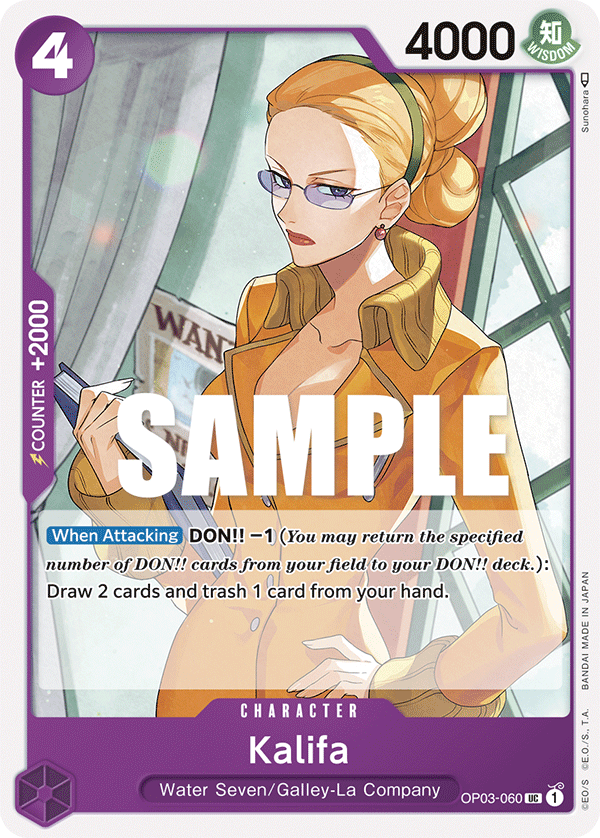 4
4000
知
WISDOM
Sunohara
COUNTER +2000
WAN
SAMPLE
When Attacking DON!! −1 (You may return the specified
number of DON!! cards from your field to your DON!! deck.):
Draw 2 cards and trash 1 card from your hand.
CHARACTER
Kalifa
Water Seven/Galley-La Company
OP03-060 UC 1
©EO/S ©E.O./S., T.A. BANDAI MADE IN JAPAN